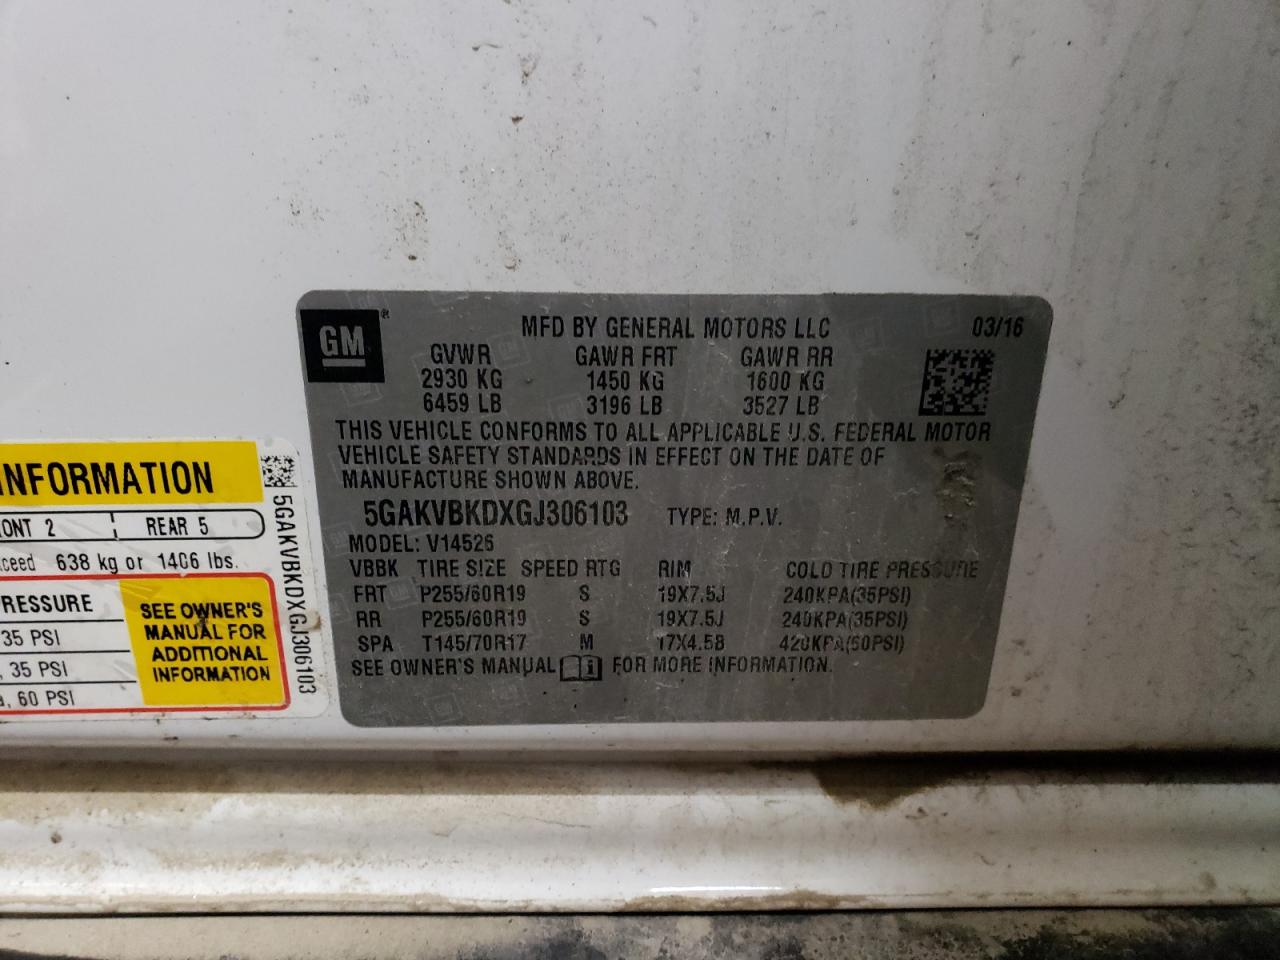 GM®
MFD BY GENERAL MOTORS LLC 03/16
GVWR GAWR FRT GAWR RR
2930 KG 1450 KG 1600 KG
6459 LB 3196 LB 3527 LB
THIS VEHICLE CONFORMS TO ALL APPLICABLE U.S. FEDERAL MOTOR
VEHICLE SAFETY STANDARDS IN EFFECT ON THE DATE OF
MANUFACTURE SHOWN ABOVE.
5GAKVBKDXGJ306103 TYPE: M.P.V.
MODEL: V14526
VBBK TIRE SIZE SPEED RTG RIM COLD TIRE PRESSURE
FRT P255/60R19 S 19X7.5J 240KPA(35PSI)
RR P255/60R19 S 19X7.5J 240KPA(35PSI)
SPA T145/70R17 M 17X4.5B 420KPA(60PSI)
SEE OWNER'S MANUAL i FOR MORE INFORMATION.
INFORMATION
ONT 2 REAR 5
xceed 638 kg or 1406 lbs.
RESSURE
35 PSI
, 35 PSI
a, 60 PSI
SEE OWNER'S
MANUAL FOR
ADDITIONAL
INFORMATION
5GAKVBKDXGJ306103